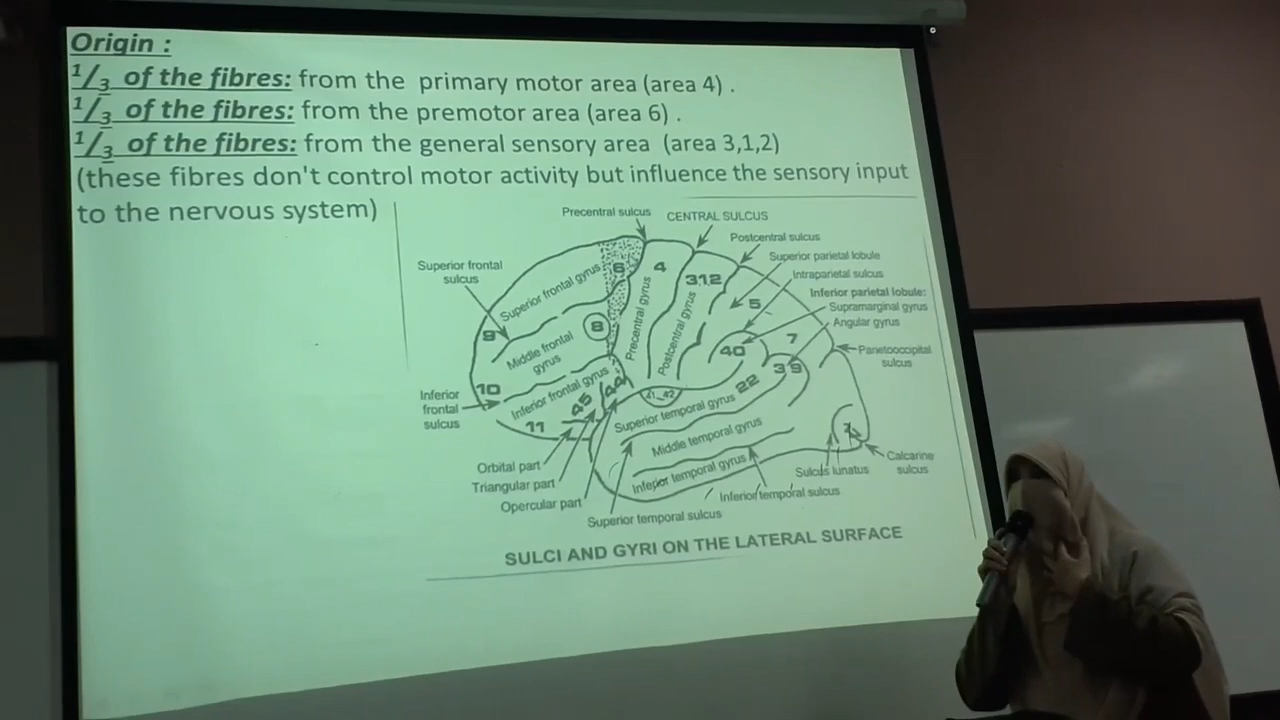 Origin :
1/3 of the fibres: from the primary motor area (area 4) .
1/3 of the fibres: from the premotor area (area 6) .
1/3 of the fibres: from the general sensory area (area 3,1,2)
(these fibres don't control motor activity but influence the sensory input
to the nervous system)
Precentral sulcus
CENTRAL SULCUS
Postcentral sulcus
Superior parietal lobule
Intraparietal sulcus
Inferior parietal lobule:
Supramarginal gyrus
Angular gyrus
Parietooccipital
sulcus
Superior frontal
sulcus
Superior frontal gyrus
6
4
312
5
7
9
8
Middle frontal
gyrus
Precentral gyrus
Postcentral gyrus
40
39
10
Inferior
frontal
sulcus
Inferior frontal gyrus
45
44
41,42
22
11
Superior temporal gyrus
Middle temporal gyrus
Inferior temporal gyrus
Orbital part
Triangular part
Opercular part
Superior temporal sulcus
Inferior temporal sulcus
Sulcus lunatus
Calcarine
sulcus
SULCI AND GYRI ON THE LATERAL SURFACE